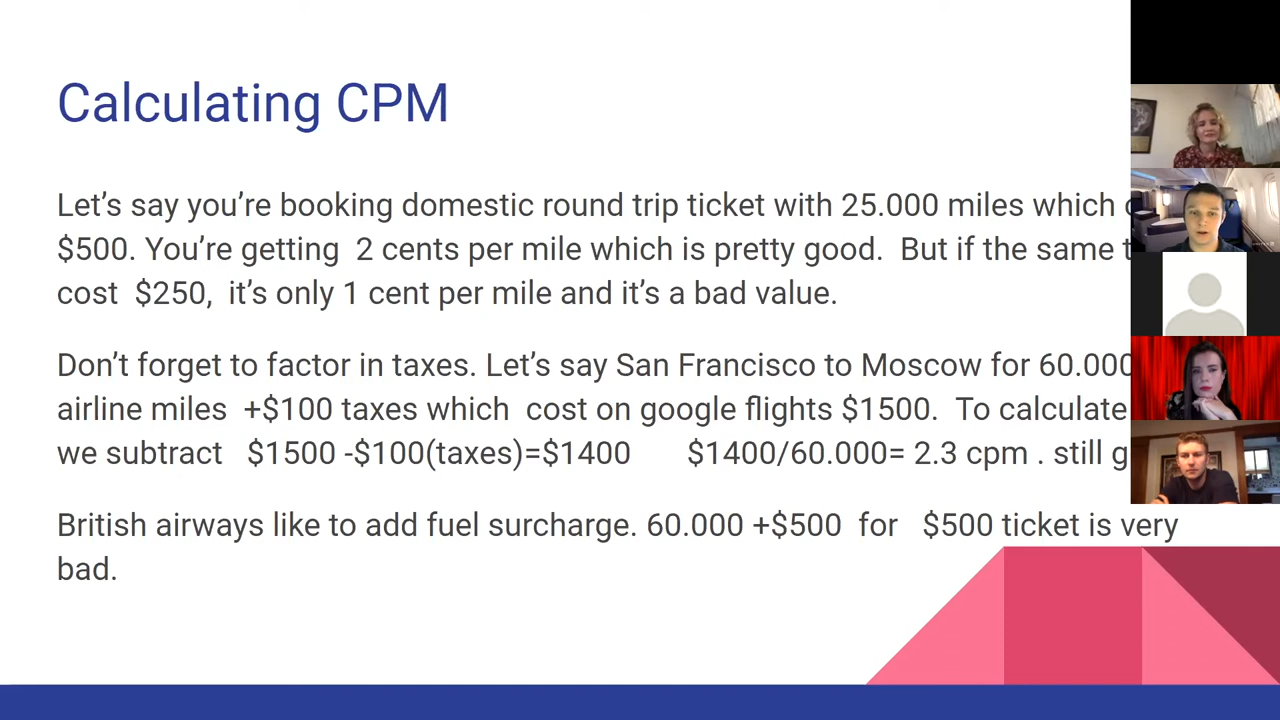 Calculating CPM
Let's say you're booking domestic round trip ticket with 25.000 miles which
$500. You're getting 2 cents per mile which is pretty good. But if the same
cost $250, it's only 1 cent per mile and it's a bad value.
Don't forget to factor in taxes. Let's say San Francisco to Moscow for 60.000
airline miles +$100 taxes which cost on google flights $1500. To calculate
we subtract $1500 -$100(taxes)=$1400 $1400/60.000= 2.3 cpm . still
British airways like to add fuel surcharge. 60.000 +$500 for $500 ticket is very
bad.